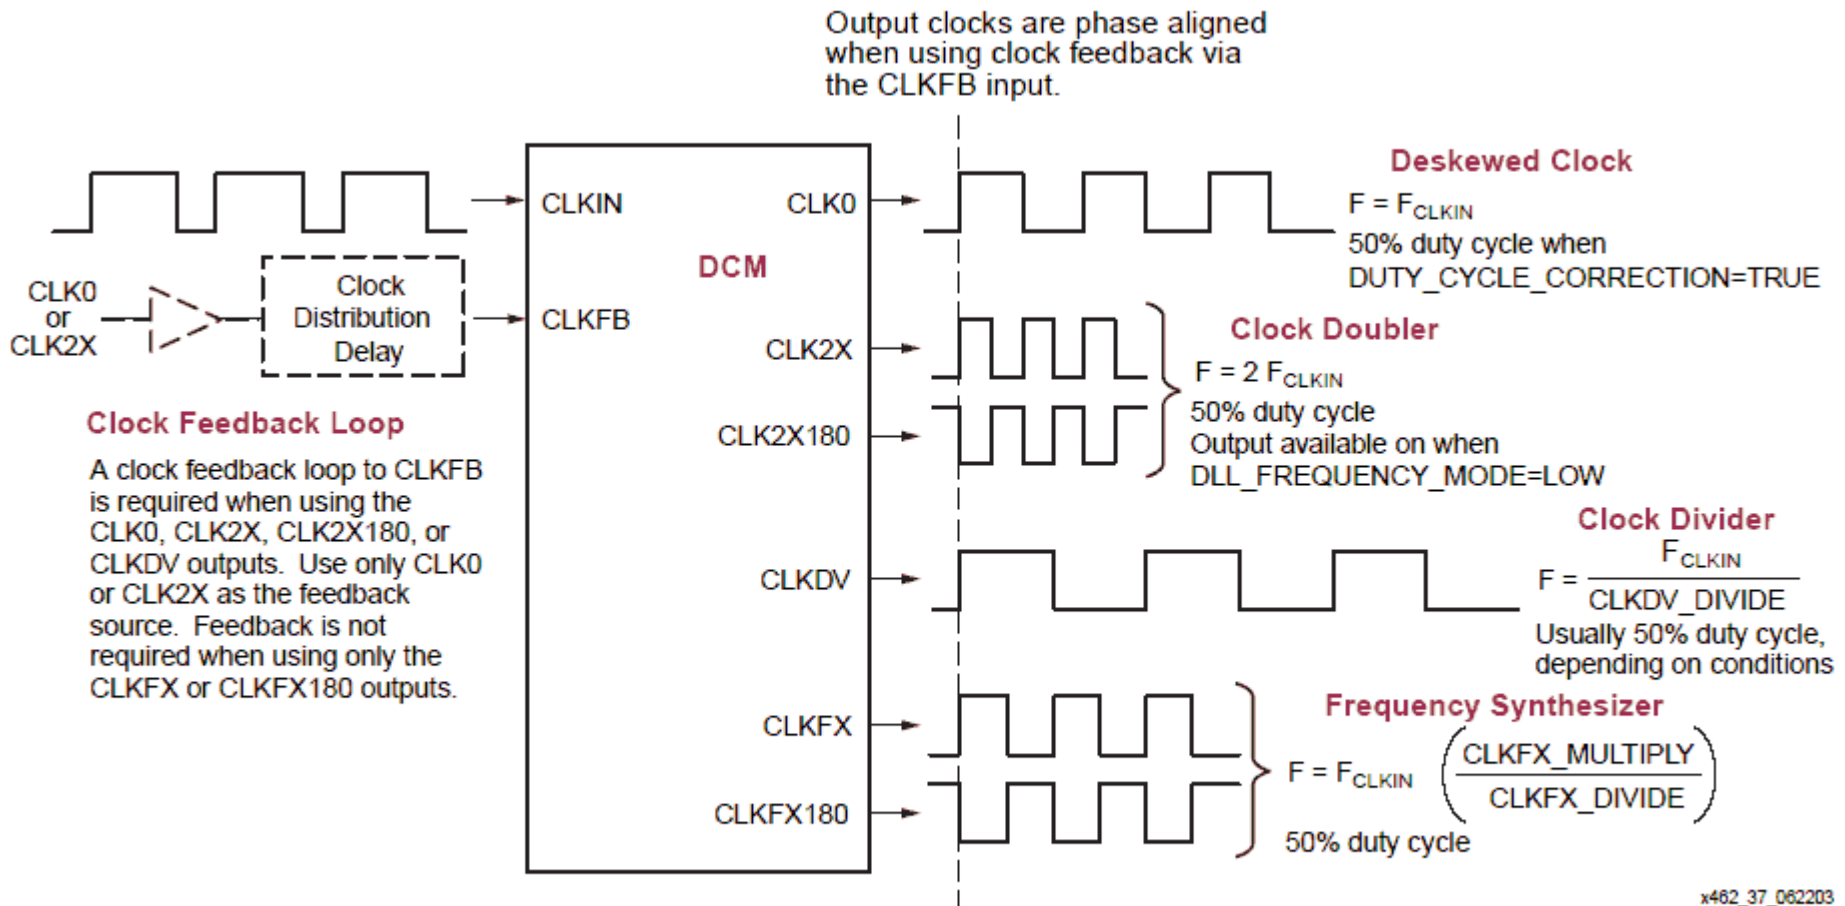 Output clocks are phase aligned
when using clock feedback via
the CLKFB input.
CLKIN
CLK0
or
CLK2X
Clock
Distribution
Delay
CLKFB
Clock Feedback Loop
A clock feedback loop to CLKFB
is required when using the
CLK0, CLK2X, CLK2X180, or
CLKDV outputs. Use only CLK0
or CLK2X as the feedback
source. Feedback is not
required when using only the
CLKFX or CLKFX180 outputs.
DCM
CLK0
CLK2X
CLK2X180
CLKDV
CLKFX
CLKFX180
Deskewed Clock
F = FCLKIN
50% duty cycle when
DUTY_CYCLE_CORRECTION=TRUE
Clock Doubler
F = 2 FCLKIN
50% duty cycle
Output available on when
DLL_FREQUENCY_MODE=LOW
Clock Divider
FCLKIN
F =
CLKDV_DIVIDE
Usually 50% duty cycle,
depending on conditions
Frequency Synthesizer
CLKFX_MULTIPLY
F = FCLKIN
CLKFX_DIVIDE
50% duty cycle
x462_37_062203